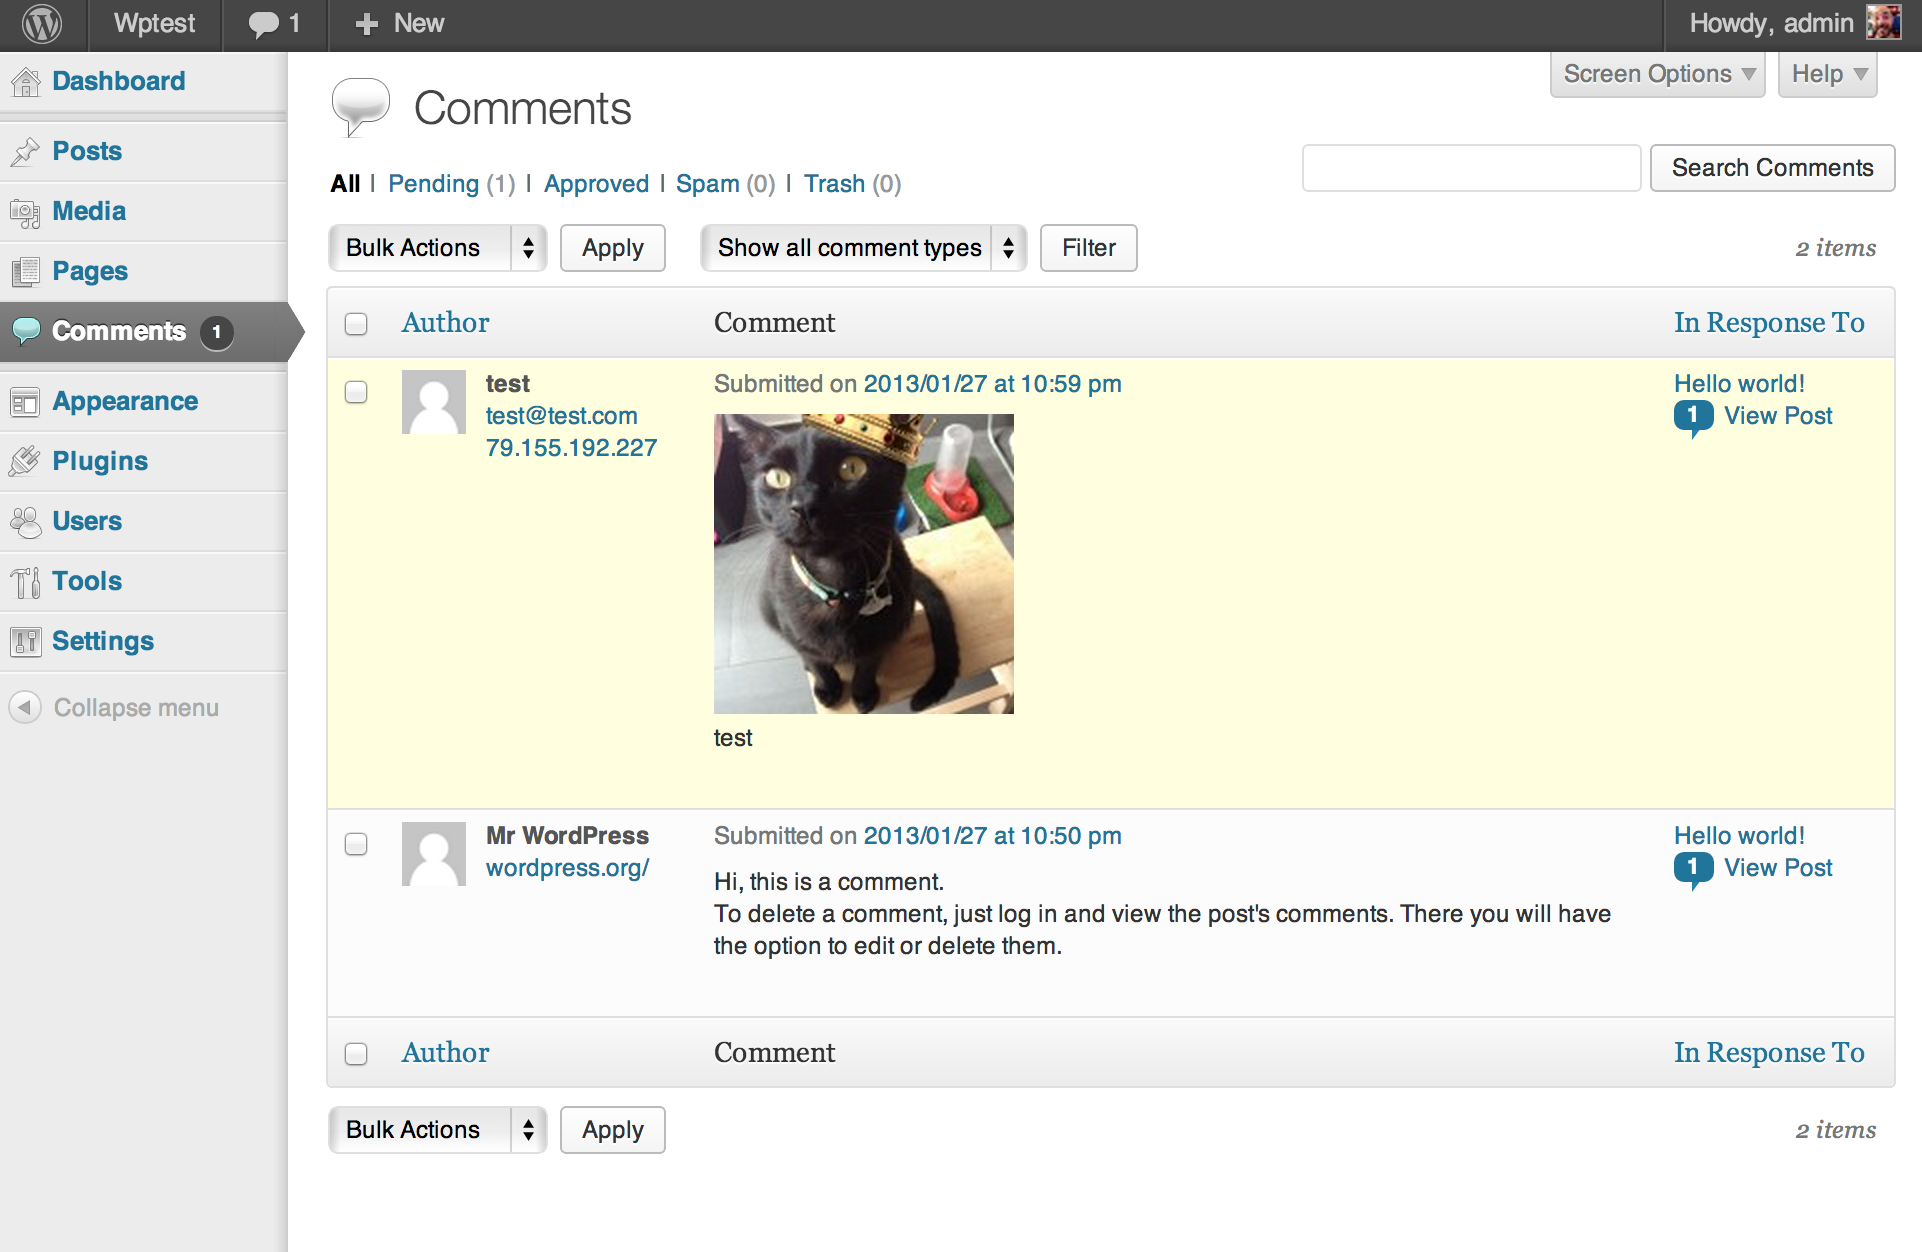 Wptest 1 + New Howdy, admin
Screen Options Help
Dashboard
Posts
Media
Pages
Comments 1
Appearance
Plugins
Users
Tools
Settings
Collapse menu
Comments
All | Pending (1) | Approved | Spam (0) | Trash (0)
Search Comments
Bulk Actions Apply Show all comment types Filter 2 items
Author Comment In Response To
test
test@test.com
79.155.192.227
Submitted on 2013/01/27 at 10:59 pm
test
Hello world!
1 View Post
Mr WordPress
wordpress.org/
Submitted on 2013/01/27 at 10:50 pm
Hi, this is a comment.
To delete a comment, just log in and view the post's comments. There you will have
the option to edit or delete them.
Hello world!
1 View Post
Author Comment In Response To
Bulk Actions Apply 2 items